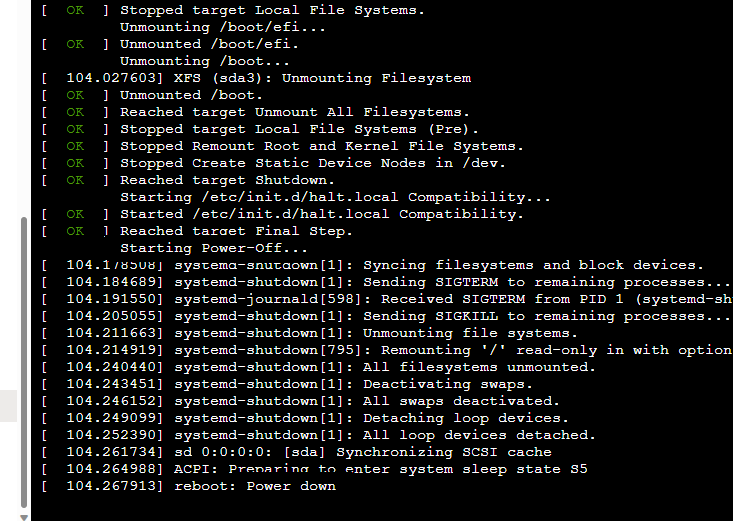 [  OK  ] Stopped target Local File Systems.
Unmounting /boot/efi...
[  OK  ] Unmounted /boot/efi.
Unmounting /boot...
[  104.027603] XFS (sda3): Unmounting Filesystem
[  OK  ] Unmounted /boot.
[  OK  ] Reached target Unmount All Filesystems.
[  OK  ] Stopped target Local File Systems (Pre).
[  OK  ] Stopped Remount Root and Kernel File Systems.
[  OK  ] Stopped Create Static Device Nodes in /dev.
[  OK  ] Reached target Shutdown.
Starting /etc/init.d/halt.local Compatibility...
[  OK  ] Started /etc/init.d/halt.local Compatibility.
[  OK  ] Reached target Final Step.
Starting Power-Off...
[  104.178508] systemd-shutdown[1]: Syncing filesystems and block devices.
[  104.184689] systemd-shutdown[1]: Sending SIGTERM to remaining processes...
[  104.191550] systemd-journald[598]: Received SIGTERM from PID 1 (systemd-sh
[  104.205055] systemd-shutdown[1]: Sending SIGKILL to remaining processes...
[  104.211663] systemd-shutdown[1]: Unmounting file systems.
[  104.214919] systemd-shutdown[795]: Remounting '/' read-only in with option
[  104.240440] systemd-shutdown[1]: All filesystems unmounted.
[  104.243451] systemd-shutdown[1]: Deactivating swaps.
[  104.246152] systemd-shutdown[1]: All swaps deactivated.
[  104.249099] systemd-shutdown[1]: Detaching loop devices.
[  104.252390] systemd-shutdown[1]: All loop devices detached.
[  104.261734] sd 0:0:0:0: [sda] Synchronizing SCSI cache
[  104.264988] ACPI: Preparing to enter system sleep state S5
[  104.267913] reboot: Power down